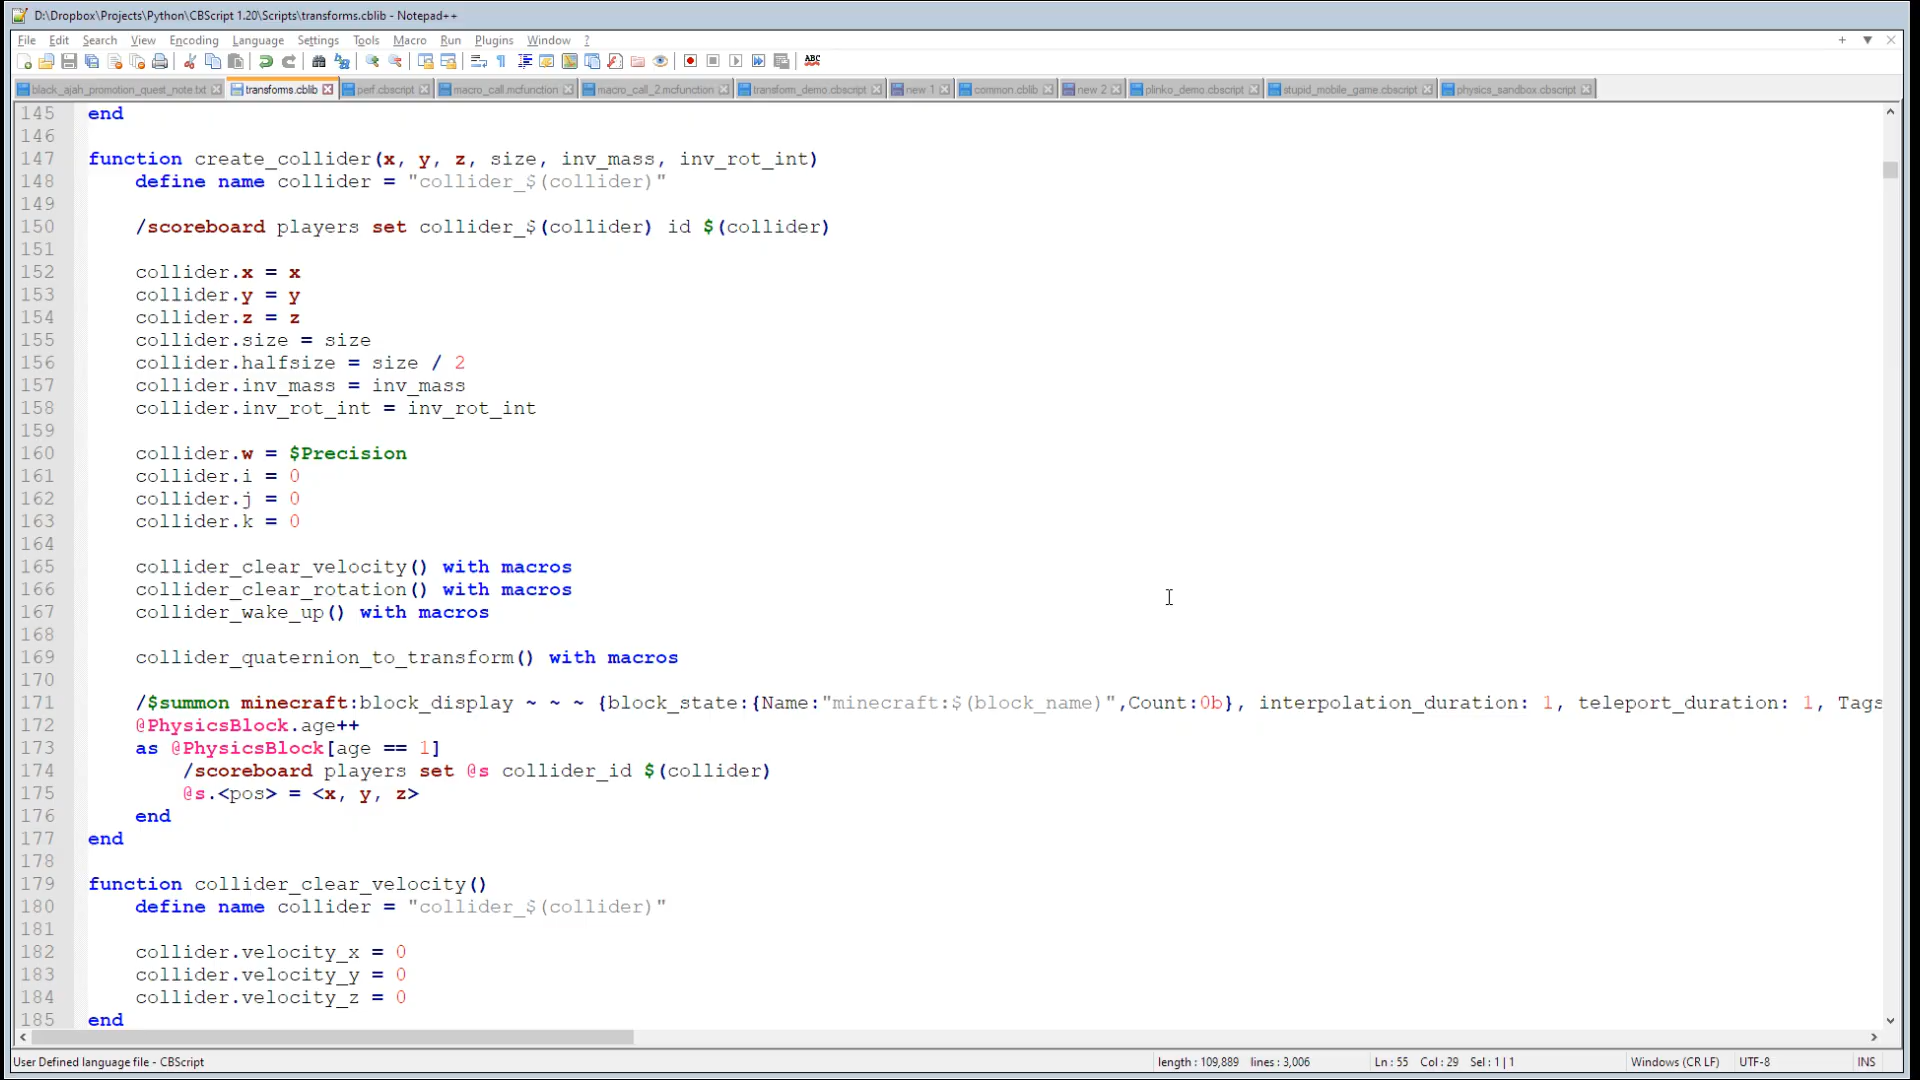 D:\Dropbox\Projects\Python\CBScript 1.20\Scripts\transforms.cblib - Notepad++
File Edit Search View Encoding Language Settings Tools Macro Run Plugins Window ?
ABC
black_ajah_promotion_quest_note.txt transforms.cblib perf.cbscript macro_call.mcfunction macro_call_2.mcfunction transform_demo.cbscript new 1 common.cblib new 2 plinko_demo.cbscript stupid_mobile_game.cbscript physics_sandbox.cbscript
145 end
146
147 function create_collider(x, y, z, size, inv_mass, inv_rot_int)
148 define name collider = "collider_$(collider)"
149
150 /scoreboard players set collider_$(collider) id $(collider)
151
152 collider.x = x
153 collider.y = y
154 collider.z = z
155 collider.size = size
156 collider.halfsize = size / 2
157 collider.inv_mass = inv_mass
158 collider.inv_rot_int = inv_rot_int
159
160 collider.w = $Precision
161 collider.i = 0
162 collider.j = 0
163 collider.k = 0
164
165 collider_clear_velocity() with macros
166 collider_clear_rotation() with macros
167 collider_wake_up() with macros
168
169 collider_quaternion_to_transform() with macros
170
171 /$summon minecraft:block_display ~ ~ ~ {block_state:{Name:"minecraft:$(block_name)",Count:0b}, interpolation_duration: 1, teleport_duration: 1, Tags
172 @PhysicsBlock.age++
173 as @PhysicsBlock[age == 1]
174 /scoreboard players set @s collider_id $(collider)
175 @s.<pos> = <x, y, z>
176 end
177 end
178
179 function collider_clear_velocity()
180 define name collider = "collider_$(collider)"
181
182 collider.velocity_x = 0
183 collider.velocity_y = 0
184 collider.velocity_z = 0
185 end
User Defined language file - CBScript length : 109,889 lines : 3,006 Ln : 55 Col : 29 Sel : 1 | 1 Windows (CR LF) UTF-8 INS